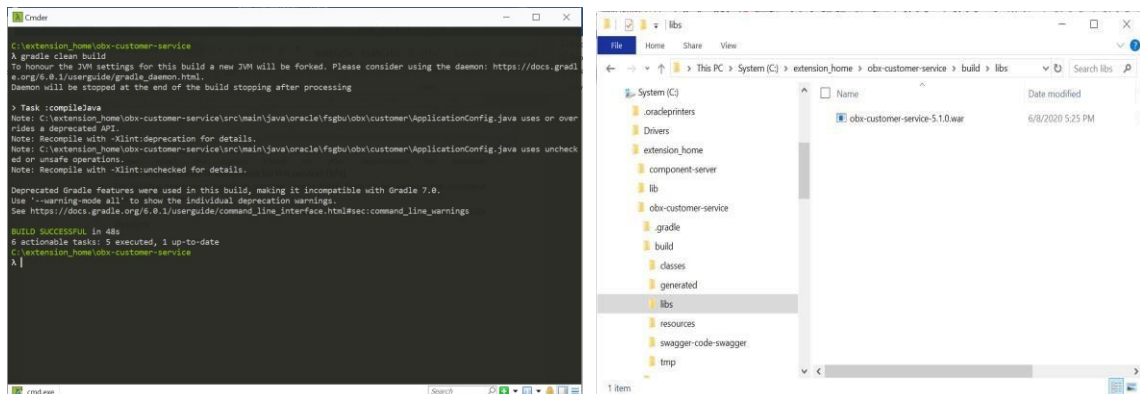 Cmder
C:\extension_home\obx-customer-service
λ gradle clean build
To honour the JVM settings for this build a new JVM will be forked. Please consider using the daemon: https://docs.gradl
e.org/6.0.1/userguide/gradle_daemon.html.
Daemon will be stopped at the end of the build stopping after processing
> Task :compileJava
Note: C:\extension_home\obx-customer-service\src\main\java\oracle\fsgbu\obx\customer\ApplicationConfig.java uses or over
rides a deprecated API.
Note: Recompile with -Xlint:deprecation for details.
Note: C:\extension_home\obx-customer-service\src\main\java\oracle\fsgbu\obx\customer\ApplicationConfig.java uses uncheck
ed or unsafe operations.
Note: Recompile with -Xlint:unchecked for details.
Deprecated Gradle features were used in this build, making it incompatible with Gradle 7.0.
Use '--warning-mode all' to show the individual deprecation warnings.
See https://docs.gradle.org/6.0.1/userguide/command_line_interface.html#sec:command_line_warnings
BUILD SUCCESSFUL in 48s
6 actionable tasks: 5 executed, 1 up-to-date
C:\extension_home\obx-customer-service
λ
cmd.exe
Search
libs
File Home Share View
This PC > System (C:) > extension_home > obx-customer-service > build > libs
Search libs
System (C:)
.oracleprinters
Drivers
extension_home
component-server
lib
obx-customer-service
.gradle
build
classes
generated
libs
resources
swagger-code-swagger
tmp
Name Date modified
obx-customer-service-5.1.0.war 6/8/2020 5:25 PM
1 item